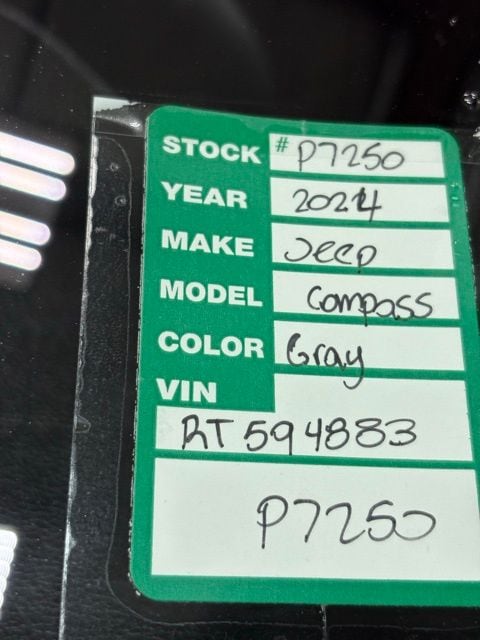 STOCK # P7250
YEAR 2024
MAKE Jeep
MODEL Compass
COLOR Gray
VIN
RT594883
P7250